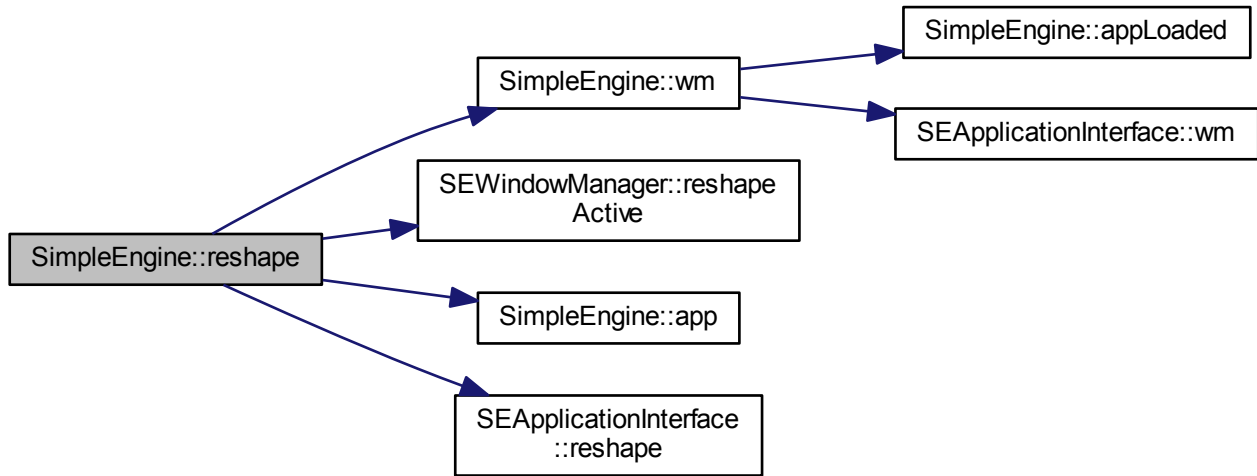 SimpleEngine::appLoaded
SimpleEngine::wm
SEApplicationInterface::wm
SEWindowManager::reshape
Active
SimpleEngine::reshape
SimpleEngine::app
SEApplicationInterface
::reshape